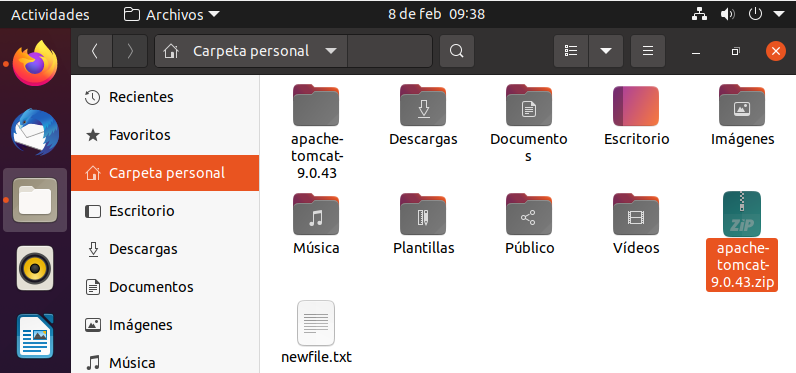 Actividades
Archivos
8 de feb 09:38
Carpeta personal
Recientes
Favoritos
Carpeta personal
Escritorio
Descargas
Documentos
Imágenes
Música
apache-
tomcat-
9.0.43
Descargas
Documento
s
Escritorio
Imágenes
Música
Plantillas
Público
Vídeos
ZIP
apache-
tomcat-
9.0.43.zip
newfile.txt